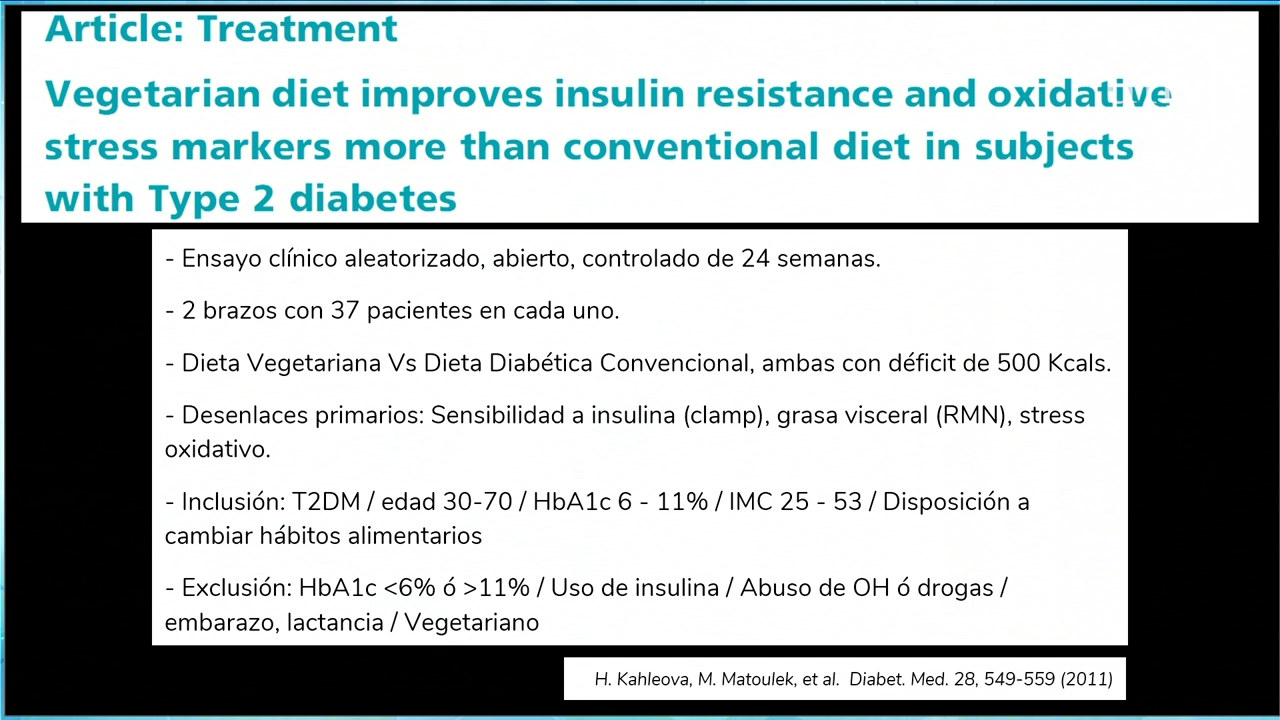 Article: Treatment
Vegetarian diet improves insulin resistance and oxidative
stress markers more than conventional diet in subjects
with Type 2 diabetes
- Ensayo clínico aleatorizado, abierto, controlado de 24 semanas.
- 2 brazos con 37 pacientes en cada uno.
- Dieta Vegetariana Vs Dieta Diabética Convencional, ambas con déficit de 500 Kcals.
- Desenlaces primarios: Sensibilidad a insulina (clamp), grasa visceral (RMN), stress
oxidativo.
- Inclusión: T2DM / edad 30-70 / HbA1c 6 - 11% / IMC 25 - 53 / Disposición a
cambiar hábitos alimentarios
- Exclusión: HbA1c <6% ó >11% / Uso de insulina / Abuso de OH ó drogas /
embarazo, lactancia / Vegetariano
H. Kahleova, M. Matoulek, et al. Diabet. Med. 28, 549-559 (2011)